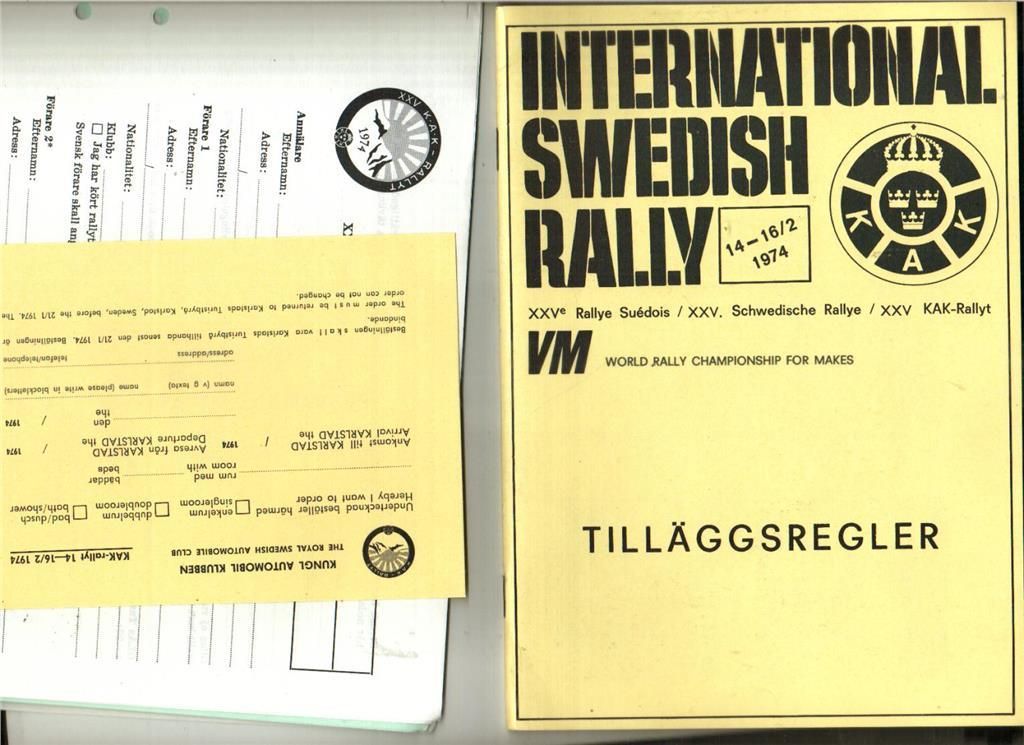 INTERNATIONAL
SWEDISH
RALLY
14-16/2
1974
K A K
XXVe Rallye Suédois / XXV. Schwedische Rallye / XXV KAK-Rallyt
VM WORLD RALLY CHAMPIONSHIP FOR MAKES
TILLÄGGSREGLER
XXV K.A.K-RALLYT
1974
Anmälare
Efternamn:
Adress:
Nationalitet:
Förare 1
Efternamn:
Adress:
Nationalitet:
Klubb:
Jag har kört rallyt
Svensk förare skall
Förare 2*
Efternamn:
Adress:
KUNGL AUTOMOBIL KLUBBEN
THE ROYAL SWEDISH AUTOMOBILE CLUB
KAK-rallyt 14—16/2 1974
Undertecknad beställer härmed enkelrum dubbelrum bad/dusch
Hereby I want to order singleroom doubleroom bath/shower
rum med bäddar
room with beds
Ankomst till KARLSTAD / 1974 Avresa från KARLSTAD / 1974
Arrival KARLSTAD the Departure KARLSTAD the
den / 1974
the
namn (v g texta) name (please write in blockletters)
adress/address telefon/telephone
Beställningen skall vara Karlstads Turistbyrå tillhanda senast den 21/1 1974. Beställningen är
bindande.
The order must be returned to Karlstads Turistbyrå, Karlstad, Sweden, before the 21/1 1974. The
order can not be changed.